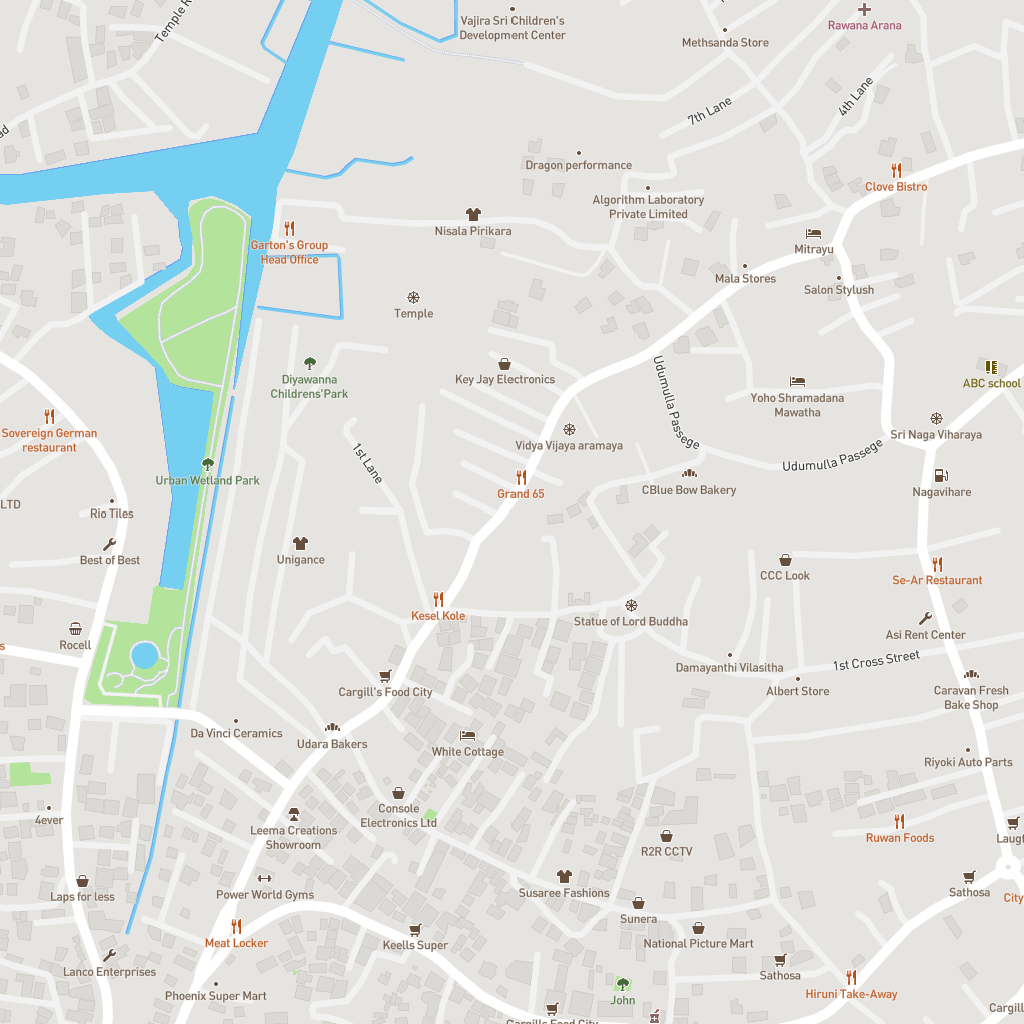 Temple R
Vajira Sri Children's
Development Center
Methsanda Store
Rawana Arana
4th Lane
7th Lane
ad
Dragon performance
Clove Bistro
Algorithm Laboratory
Private Limited
Nisala Pirikara
Garton's Group
Head Office
Mitrayu
Mala Stores
Salon Stylush
Temple
Diyawanna
Childrens Park
Key Jay Electronics
Udumulla Passege
Yoho Shramadana
Mawatha
ABC school
Sovereign German
restaurant
Vidya Vijaya aramaya
Sri Naga Viharaya
1st Lane
Udumulla Passege
Urban Wetland Park
Grand 65
CBlue Bow Bakery
Nagavihare
LTD
Rio Tiles
Best of Best
Unigance
CCC Look
Se-Ar Restaurant
Kesel Kole
Statue of Lord Buddha
Asi Rent Center
Rocell
s
Damayanthi Vilasitha
1st Cross Street
Cargill's Food City
Albert Store
Caravan Fresh
Bake Shop
Da Vinci Ceramics
Udara Bakers
White Cottage
Riyoki Auto Parts
4ever
Console
Electronics Ltd
Leema Creations
Showroom
Ruwan Foods
Laugf
R2R CCTV
Laps for less
Power World Gyms
Susaree Fashions
Sathosa
City
Sunera
Meat Locker
Keells Super
National Picture Mart
Lanco Enterprises
Sathosa
Phoenix Super Mart
John
Hiruni Take-Away
Cargills Food City
Cargill